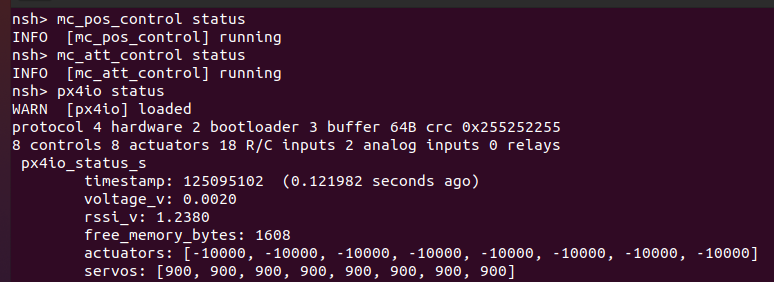 nsh> mc_pos_control status
INFO  [mc_pos_control] running
nsh> mc_att_control status
INFO  [mc_att_control] running
nsh> px4io status
WARN  [px4io] loaded
protocol 4 hardware 2 bootloader 3 buffer 64B crc 0x255252255
8 controls 8 actuators 18 R/C inputs 2 analog inputs 0 relays
 px4io_status_s
        timestamp: 125095102  (0.121982 seconds ago)
        voltage_v: 0.0020
        rssi_v: 1.2380
        free_memory_bytes: 1608
        actuators: [-10000, -10000, -10000, -10000, -10000, -10000, -10000, -10000]
        servos: [900, 900, 900, 900, 900, 900, 900, 900]